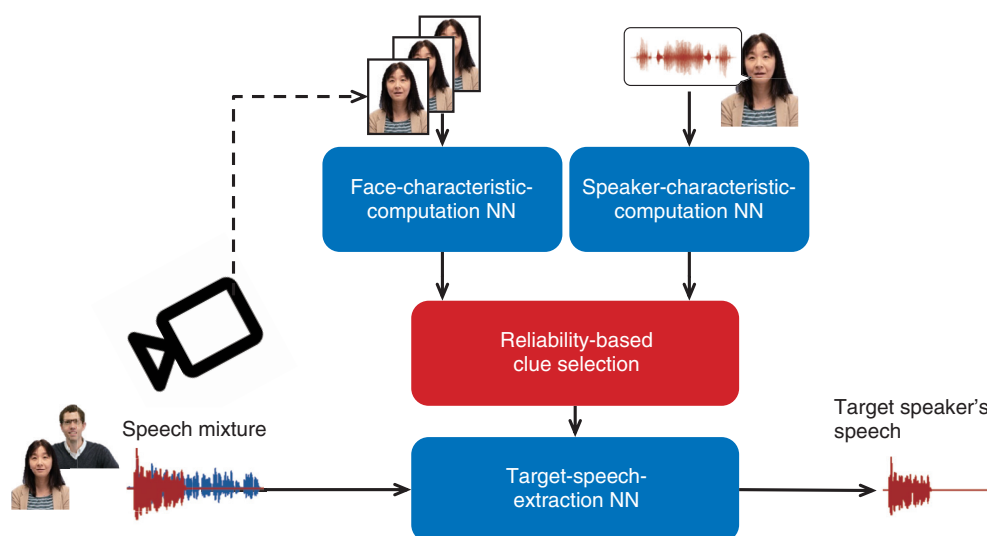 Face-characteristic-
computation NN
Speaker-characteristic-
computation NN
Reliability-based
clue selection
Speech mixture
Target speaker's
speech
Target-speech-
extraction NN